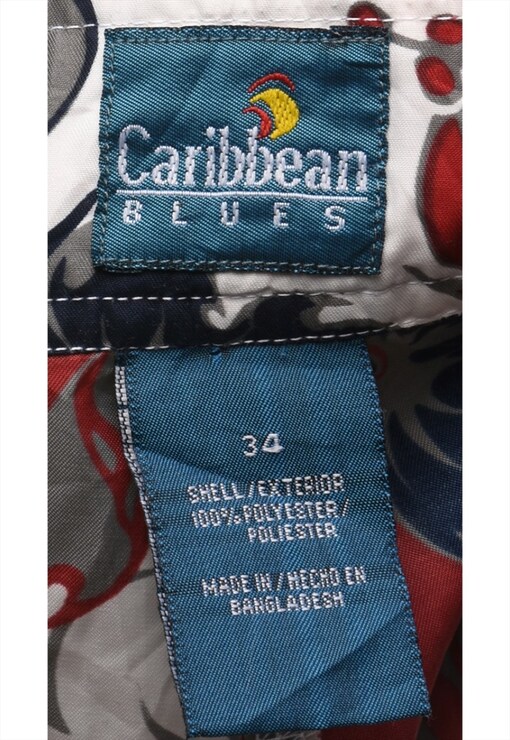 Caribbean
BLUES
34
SHELL/EXTERIOR
100% POLYESTER/
POLIESTER
MADE IN/HECHO EN
BANGLADESH